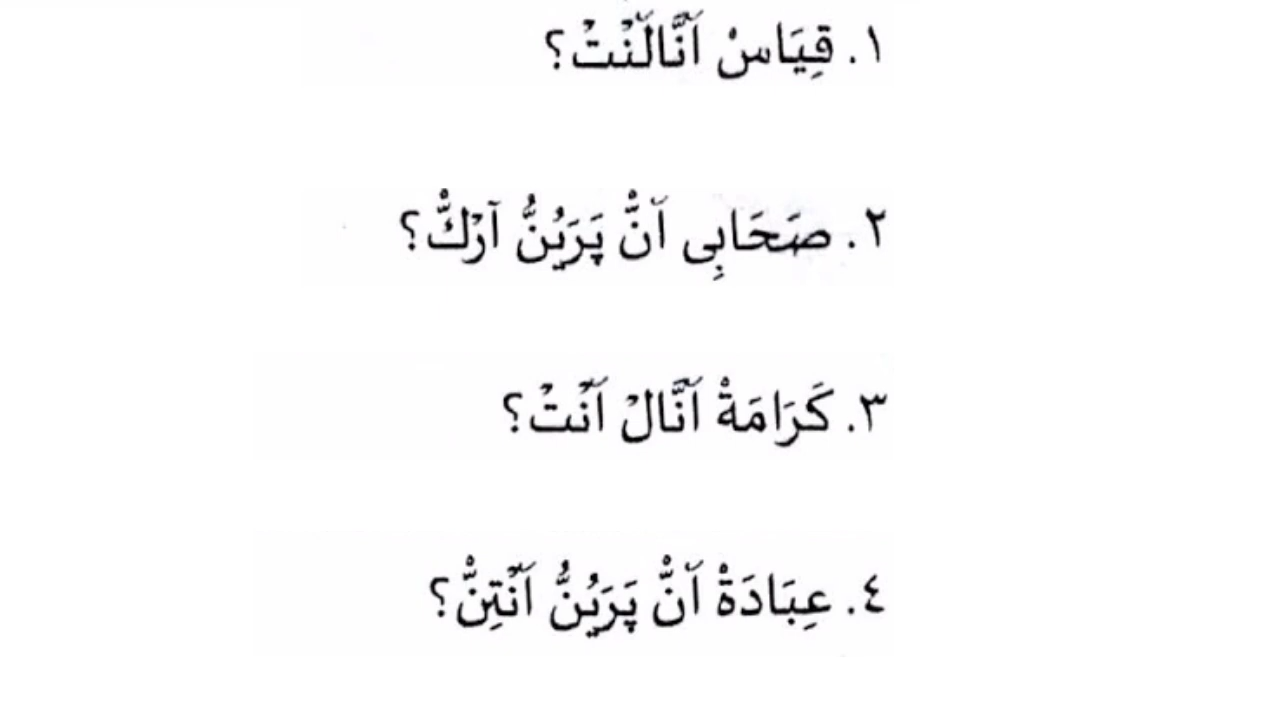 ١. قِيَاسْ اَنَّالَنْتْ؟
٢. صَحَابِى اَنَّ پَرَيُنَّ آرْكّْ؟
٣. كَرَامَةْ اَنَّالْ اَنْتْ؟
٤. عِبَادَةْ اَنَّ پَرَيُنَّ اَنْتِنّْ؟